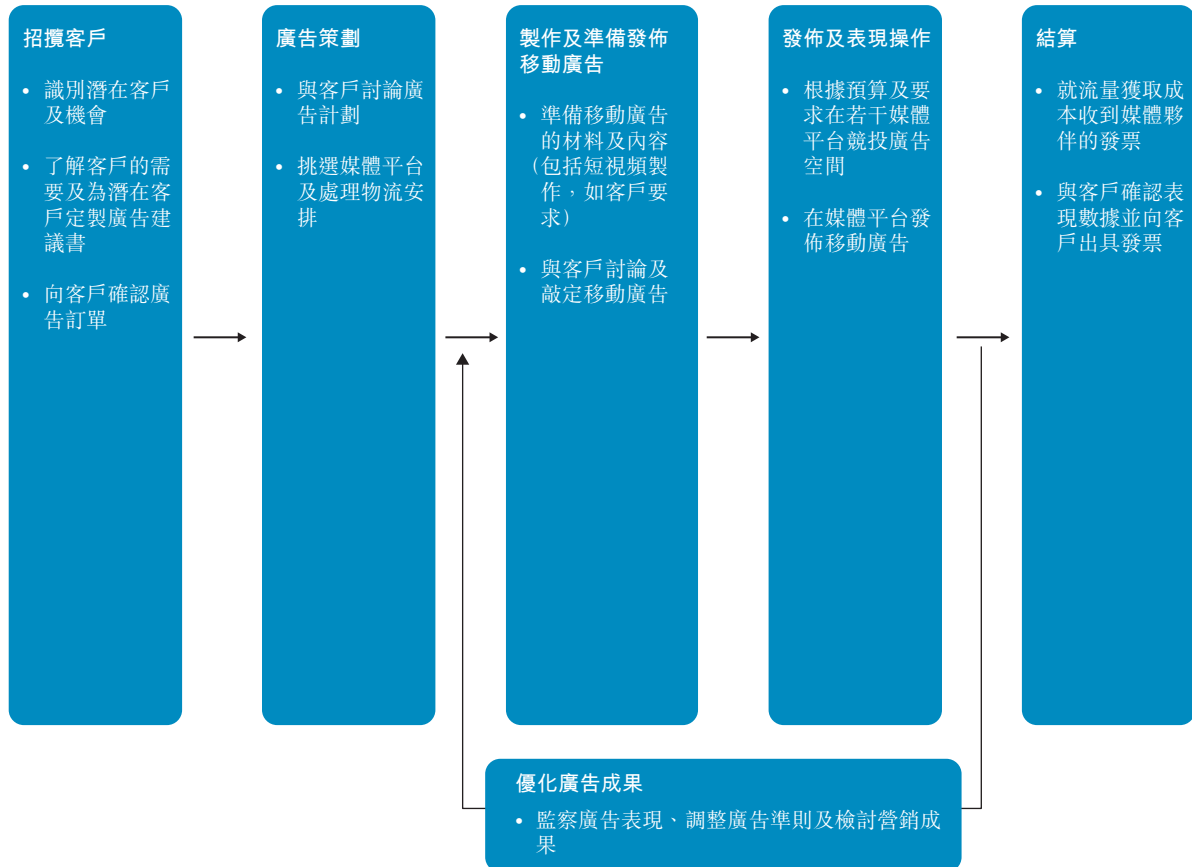 招攬客戶
• 識別潛在客戶
及機會
• 了解客戶的需
要及為潛在客
戶定製廣告建
議書
• 向客戶確認廣
告訂單
廣告策劃
• 與客戶討論廣
告計劃
• 挑選媒體平台
及處理物流安
排
製作及準備發佈
移動廣告
• 準備移動廣告
的材料及內容
(包括短視頻製
作，如客戶要
求)
• 與客戶討論及
敲定移動廣告
發佈及表現操作
• 根據預算及要
求在若干媒體
平台競投廣告
空間
• 在媒體平台發
佈移動廣告
結算
• 就流量獲取成
本收到媒體夥
伴的發票
• 與客戶確認表
現數據並向客
戶出具發票
優化廣告成果
• 監察廣告表現、調整廣告準則及檢討營銷成
果